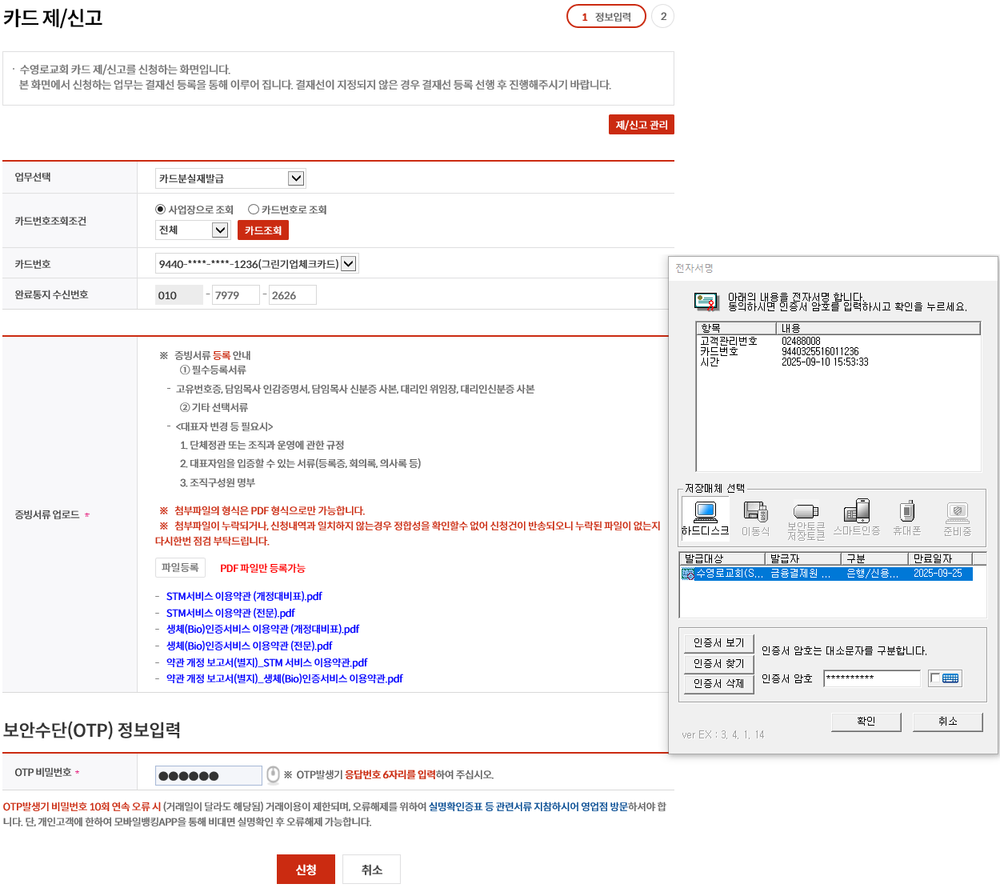 카드 제/신고
1 정보입력 2
· 수영로교회 카드 제/신고를 신청하는 화면입니다.
본 화면에서 신청하는 업무는 결재선 등록을 통해 이루어 집니다. 결재선이 지정되지 않은 경우 결재선 등록 선행 후 진행해주시기 바랍니다.
제/신고 관리
업무선택 카드분실재발급
카드번호조회조건 사업장으로 조회 카드번호로 조회
전체 카드조회
카드번호 9440-****-****-1236(그린기업체크카드)
완료통지 수신번호 010 - 7979 - 2626
증빙서류 업로드 *
※ 증빙서류 등록 안내
① 필수등록서류
- 고유번호증, 담임목사 인감증명서, 담임목사 신분증 사본, 대리인 위임장, 대리인신분증 사본
② 기타 선택서류
- <대표자 변경 등 필요시>
1. 단체정관 또는 조직과 운영에 관한 규정
2. 대표자임을 입증할 수 있는 서류(등록증, 회의록, 의사록 등)
3. 조직구성원 명부
※ 첨부파일의 형식은 PDF 형식으로만 가능합니다.
※ 첨부파일이 누락되거나, 신청내역과 일치하지 않는경우 정합성을 확인할수 없어 신청건이 반송되오니 누락된 파일이 없는지
다시한번 점검 부탁드립니다.
파일등록 PDF 파일만 등록가능
- STM서비스 이용약관 (개정대비표).pdf
- STM서비스 이용약관 (전문).pdf
- 생체(Bio)인증서비스 이용약관 (개정대비표).pdf
- 생체(Bio)인증서비스 이용약관 (전문).pdf
- 약관 개정 보고서(별지)_STM 서비스 이용약관.pdf
- 약관 개정 보고서(별지)_생체(Bio)인증서비스 이용약관.pdf
보안수단(OTP) 정보입력
OTP 비밀번호 * ●●●●●● ※ OTP발생기 응답번호 6자리를 입력하여 주십시오.
OTP발생기 비밀번호 10회 연속 오류 시 (거래일이 달라도 해당됨) 거래이용이 제한되며, 오류해제를 위하여 실명확인증표 등 관련서류 지참하시어 영업점 방문하셔야 합
니다. 단, 개인고객에 한하여 모바일뱅킹APP을 통해 비대면 실명확인 후 오류해제 가능합니다.
신청 취소
전자서명
아래의 내용을 전자서명 합니다.
동의하시면 인증서 암호를 입력하시고 확인을 누르세요.
항목 내용
고객관리번호 02488008
카드번호 9440325516011236
시간 2025-09-10 15:53:33
저장매체 선택
하드디스크 이동식 보안토큰 저장토큰 스마트인증 휴대폰 준비중
발급대상 발급자 구분 만료일자
수영로교회(S... 금융결제원 ... 은행/신용... 2025-09-25
인증서 보기
인증서 찾기
인증서 삭제
인증서 암호는 대소문자를 구분합니다.
인증서 암호 **********
ver EX : 3, 4, 1, 14
확인 취소